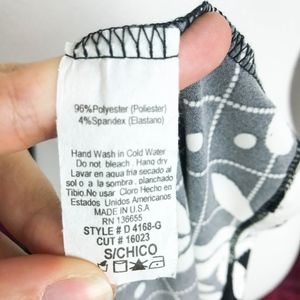 96%Polyester (Poliester)
4%Spandex (Elastano)
Hand Wash in Cold Water
Do not bleach . Hang dry
Lavar en agua fria secado al
sol o a la sombra , planchado
Tibio.No usar Cloro Hecho en
Estados Unidos Americanos
MADE IN U.S.A
RN 136655
STYLE # D 4168-G
CUT # 16023
S/CHICO